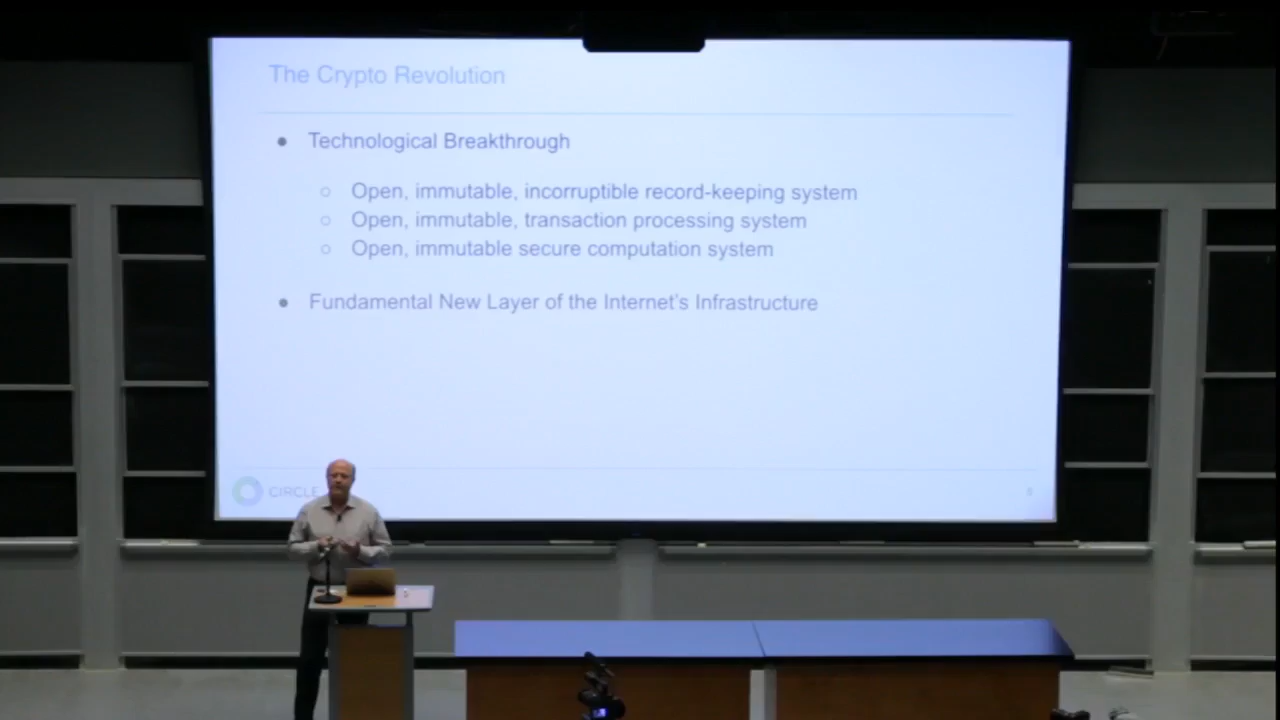 The Crypto Revolution
● Technological Breakthrough
○ Open, immutable, incorruptible record-keeping system
○ Open, immutable, transaction processing system
○ Open, immutable secure computation system
● Fundamental New Layer of the Internet's Infrastructure
CIRCLE